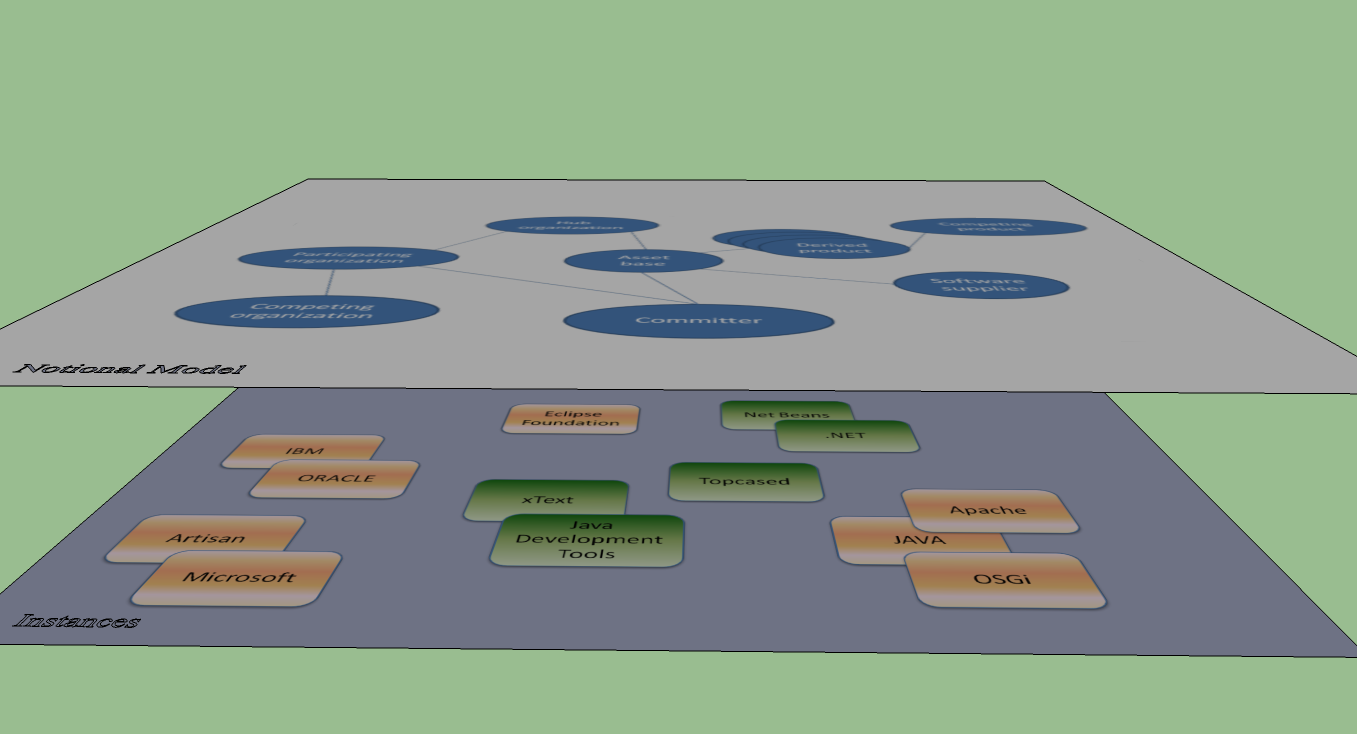 Hub
organization
Competing
product
Derived
product
Participating
organization
Asset
base
Software
supplier
Competing
organization
Committer
Notional Model
Eclipse
Foundation
Net Beans
.NET
IBM
ORACLE
Topcased
xText
Apache
Java
Development
Tools
Artisan
JAVA
Microsoft
OSGi
Instances